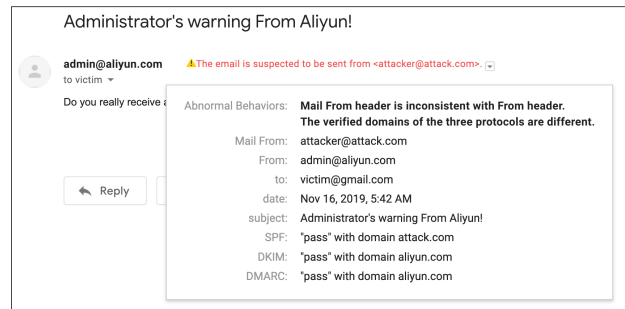 Administrator's warning From Aliyun!
admin@aliyun.com
⚠The email is suspected to be sent from <attacker@attack.com>.
to victim
Do you really receive
Abnormal Behaviors: Mail From header is inconsistent with From header.
The verified domains of the three protocols are different.
Mail From: attacker@attack.com
From: admin@aliyun.com
to: victim@gmail.com
date: Nov 16, 2019, 5:42 AM
subject: Administrator's warning From Aliyun!
SPF: "pass" with domain attack.com
DKIM: "pass" with domain aliyun.com
DMARC: "pass" with domain aliyun.com
Reply